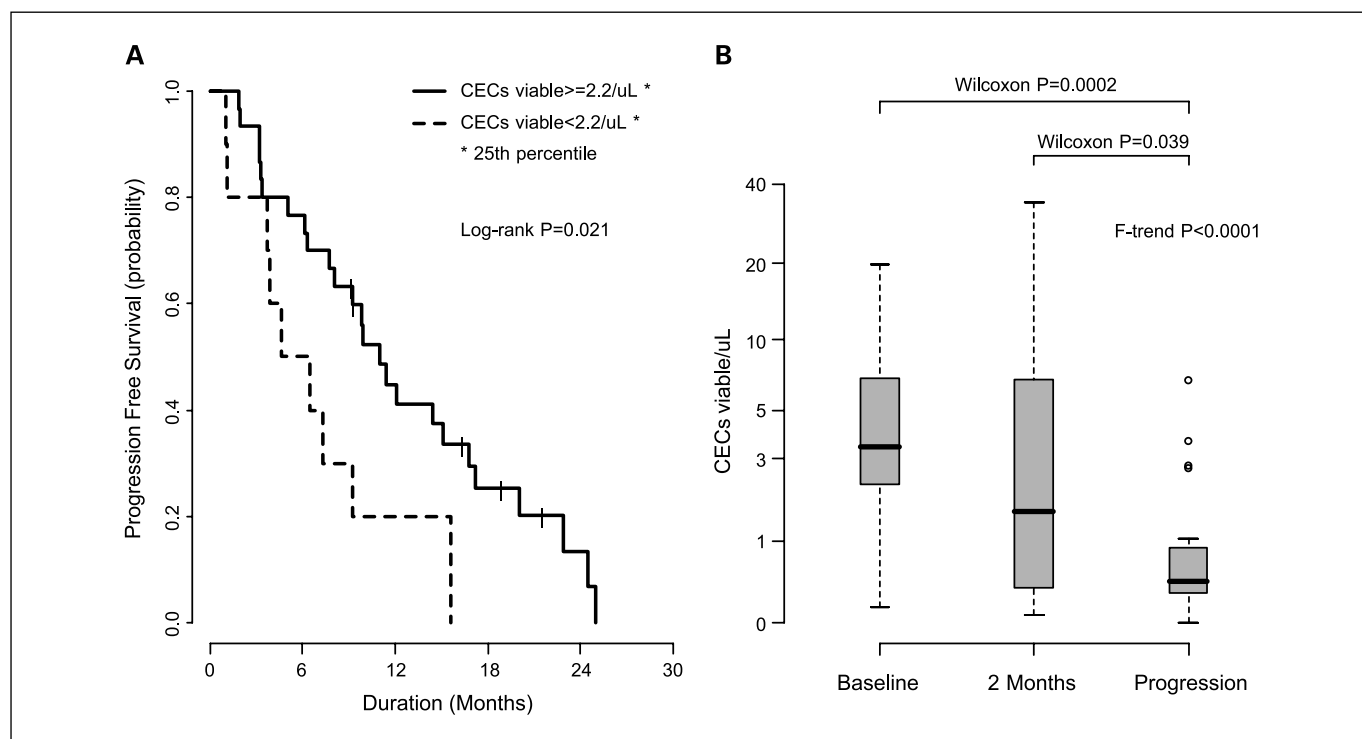 A
CECs viable>=2.2/uL *
CECs viable<2.2/uL *
* 25th percentile
Log-rank P=0.021
Progression Free Survival (probability)
1.0
0.8
0.6
0.4
0.2
0.0
0 6 12 18 24 30
Duration (Months)
B
Wilcoxon P=0.0002
Wilcoxon P=0.039
F-trend P<0.0001
CECs viable/uL
40
20
10
5
3
1
0
Baseline 2 Months Progression